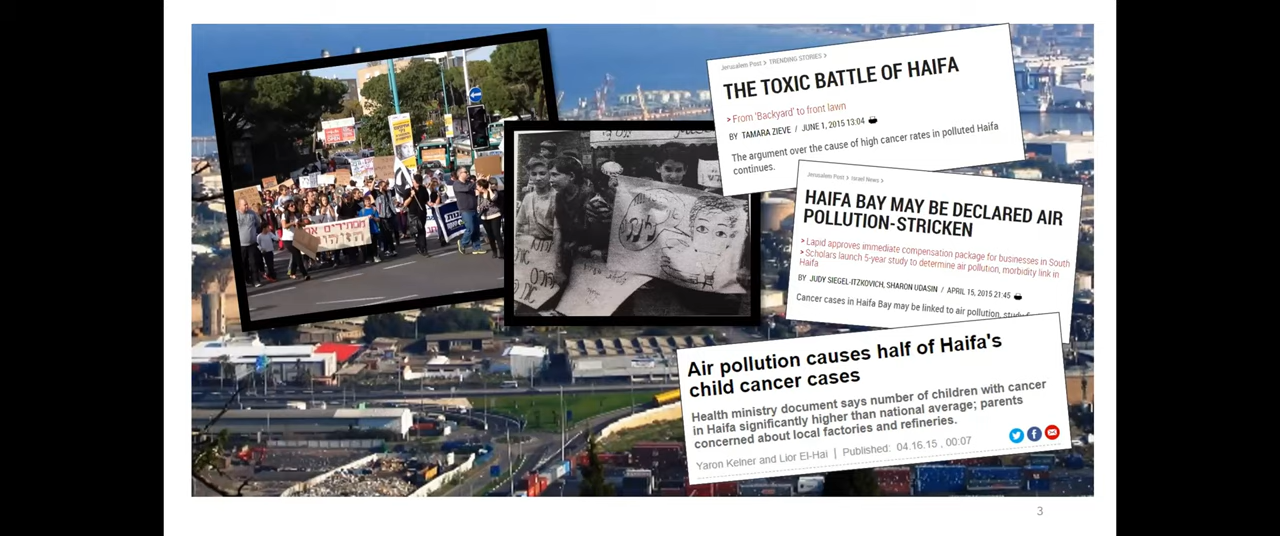 Jerusalem Post > TRENDING STORIES >
THE TOXIC BATTLE OF HAIFA
> From 'Backyard' to front lawn
BY TAMARA ZIEVE / JUNE 1, 2015 13:04
The argument over the cause of high cancer rates in polluted Haifa
continues.
Jerusalem Post > Israel News >
HAIFA BAY MAY BE DECLARED AIR
POLLUTION-STRICKEN
> Lapid approves immediate compensation package for businesses in South
> Scholars launch 5-year study to determine air pollution, morbidity link in
Haifa
BY JUDY SIEGEL-ITZKOVICH, SHARON UDASIN / APRIL 15, 2015 21:45
Cancer cases in Haifa Bay may be linked to air pollution,
Air pollution causes half of Haifa's
child cancer cases
Health ministry document says number of children with cancer
in Haifa significantly higher than national average; parents
concerned about local factories and refineries.
Yaron Kelner and Lior El-Hai | Published: 04.16.15 , 00:07
3